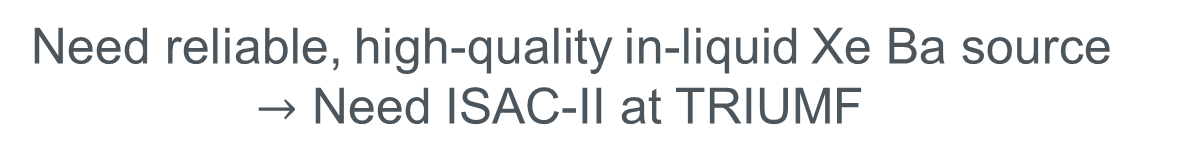 Need reliable, high-quality in-liquid Xe Ba source
→ Need ISAC-II at TRIUMF